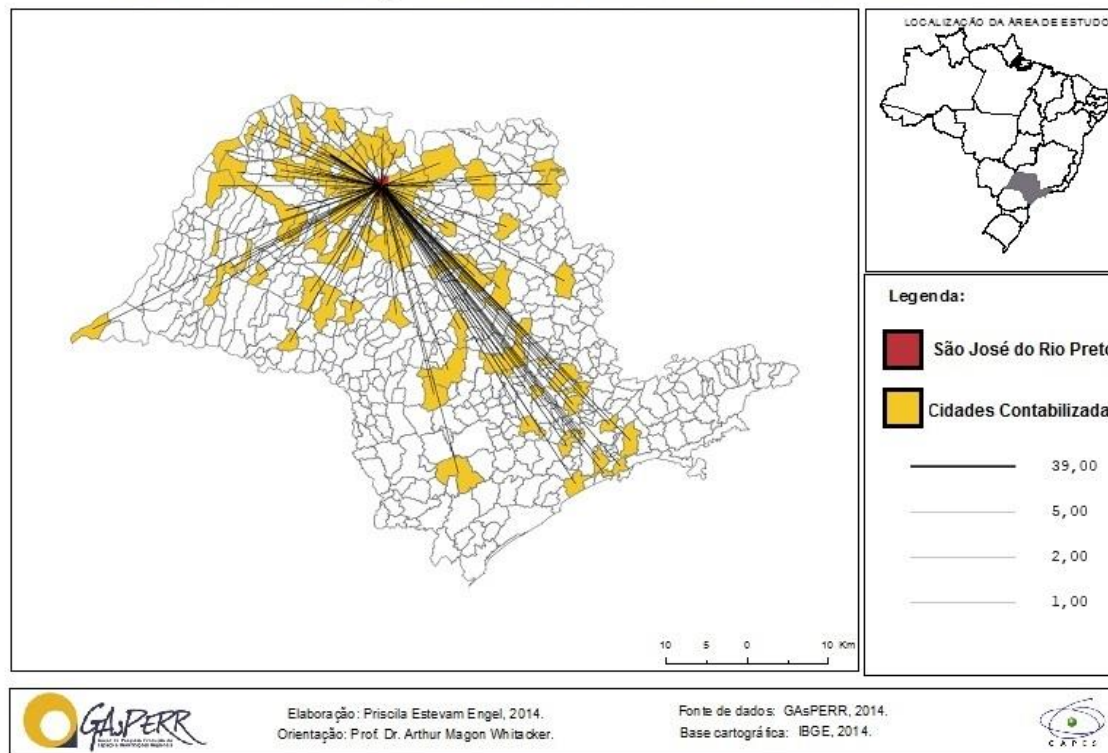 LOCALIZAÇÃO DA ÁREA DE ESTUDO
Legenda:
São José do Rio Preto
Cidades Contabilizada
39,00
5,00
2,00
1,00
10 5 0 10 Km
GAsPERR
Elaboração: Priscila Estevam Engel, 2014.
Orientação: Prof. Dr. Arthur Magon Whitacker.
Fonte de dados: GAsPERR, 2014.
Base cartográfica: IBGE, 2014.
CAPES